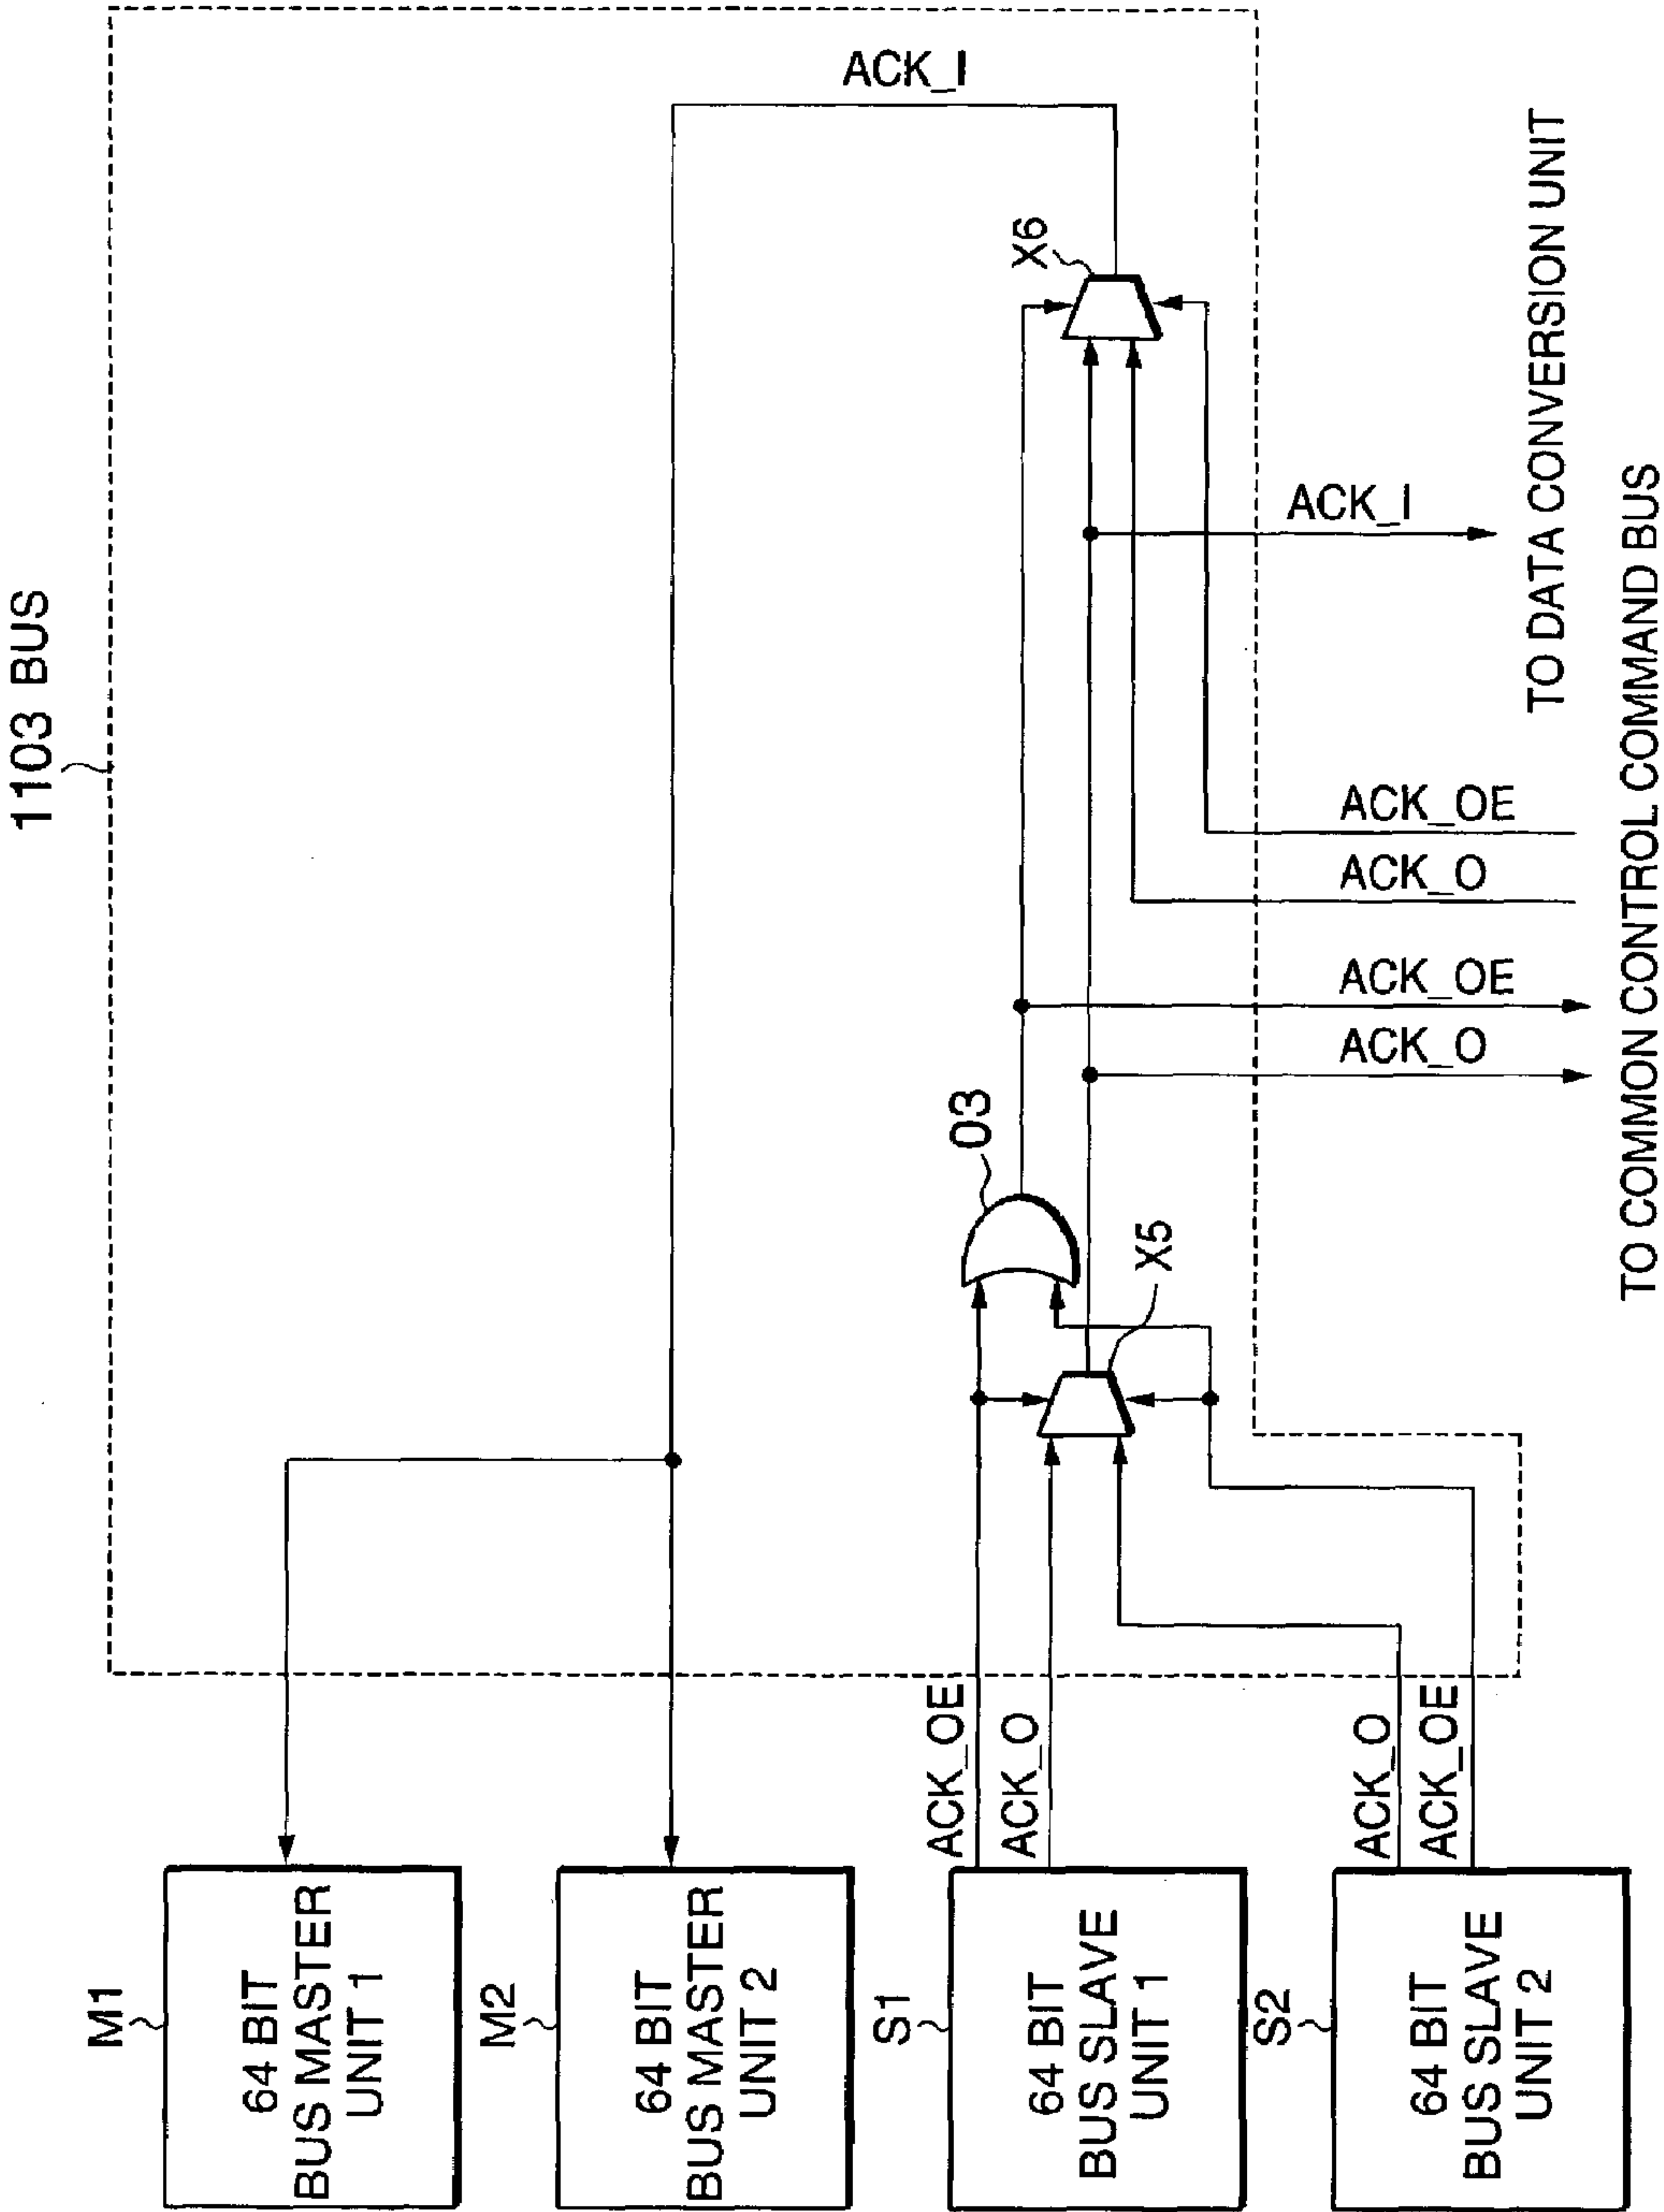 1103 BUS
M1
64 BIT
BUS MASTER
UNIT 1
M2
64 BIT
BUS MASTER
UNIT 2
ACK_I
S1
64 BIT
BUS SLAVE
UNIT 1
ACK_OE
ACK_O
O3
X5
X6
S2
64 BIT
BUS SLAVE
UNIT 2
ACK_O
ACK_OE
ACK_O
ACK_OE
ACK_O
ACK_OE
ACK_I
TO DATA CONVERSION UNIT
TO COMMON CONTROL COMMAND BUS